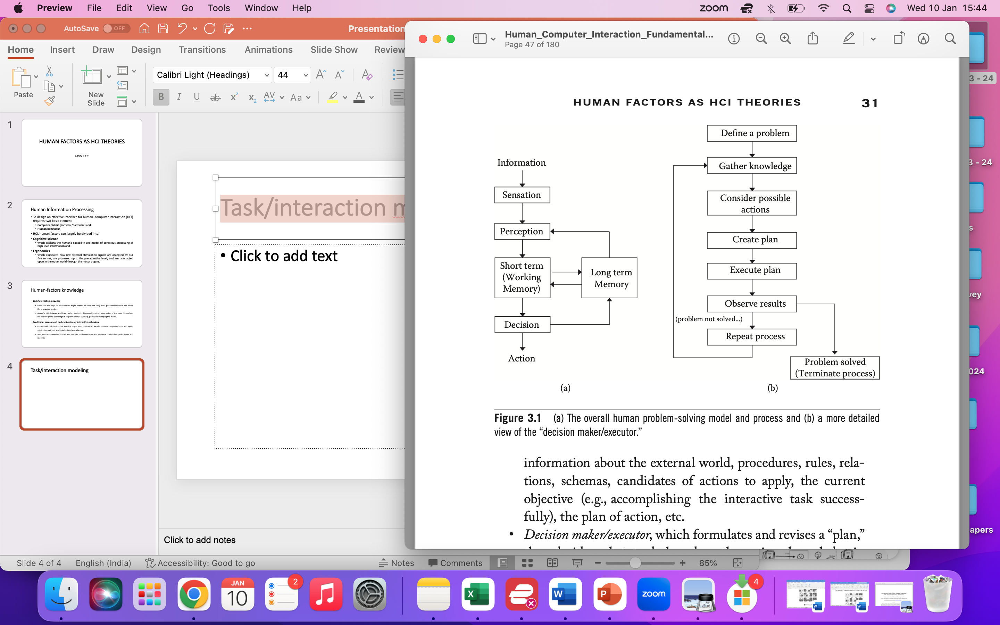 Preview File Edit View Go Tools Window Help
zoom
Wed 10 Jan 15:44
AutoSave OFF
Presentation
Home Insert Draw Design Transitions Animations Slide Show Review
Paste
New
Slide
Calibri Light (Headings) 44
1
HUMAN FACTORS AS HCI THEORIES
MODULE 2
2
Human Information Processing
• To design an effective interface for human–computer interaction (HCI)
requires two basic element
• Computer factors (software/hardware) and
• Human behaviour
• HCI, human factors can largely be divided into:
• Cognitive science
• which explains the human's capability and model of conscious processing of
high-level information and
• Ergonomics
• which elucidates how raw external stimulation signals are accepted by our
five senses, are processed up to the pre-attentive level, and are later acted
upon in the outer world through the motor organs.
3
Human-factors knowledge
• Task/interaction modeling
• Formulate the steps for how humans might interact to solve and carry out a given task/problem and derive
the interaction model.
• A careful HCI designer would not neglect to obtain this model by direct observation of the users themselves,
but the designer's knowledge in cognitive science will help greatly in developing the model.
• Prediction, assessment, and evaluation of interactive behaviour
• Understand and predict how humans might react mentally to various information-presentation and input-
solicitation methods as a basis for interface selection.
• Also, evaluate interaction models and interface implementations and explain or predict their performance and
usability.
4
Task/interaction modeling
Task/interaction m
• Click to add text
Click to add notes
Slide 4 of 4 English (India) Accessibility: Good to go Notes Comments 85%
Human_Computer_Interaction_Fundamental...
Page 47 of 180
HUMAN FACTORS AS HCI THEORIES 31
Information
Sensation
Perception
Short term
(Working
Memory)
Long term
Memory
Decision
Action
(a)
Define a problem
Gather knowledge
Consider possible
actions
Create plan
Execute plan
Observe results
(problem not solved...)
Repeat process
Problem solved
(Terminate process)
(b)
Figure 3.1 (a) The overall human problem-solving model and process and (b) a more detailed
view of the “decision maker/executor.”
information about the external world, procedures, rules, rela-
tions, schemas, candidates of actions to apply, the current
objective (e.g., accomplishing the interactive task success-
fully), the plan of action, etc.
• Decision maker/executor, which formulates and revises a “plan,”
3 - 24
3 - 24
s
vey
024
apers
JAN
10
2
zoom
4